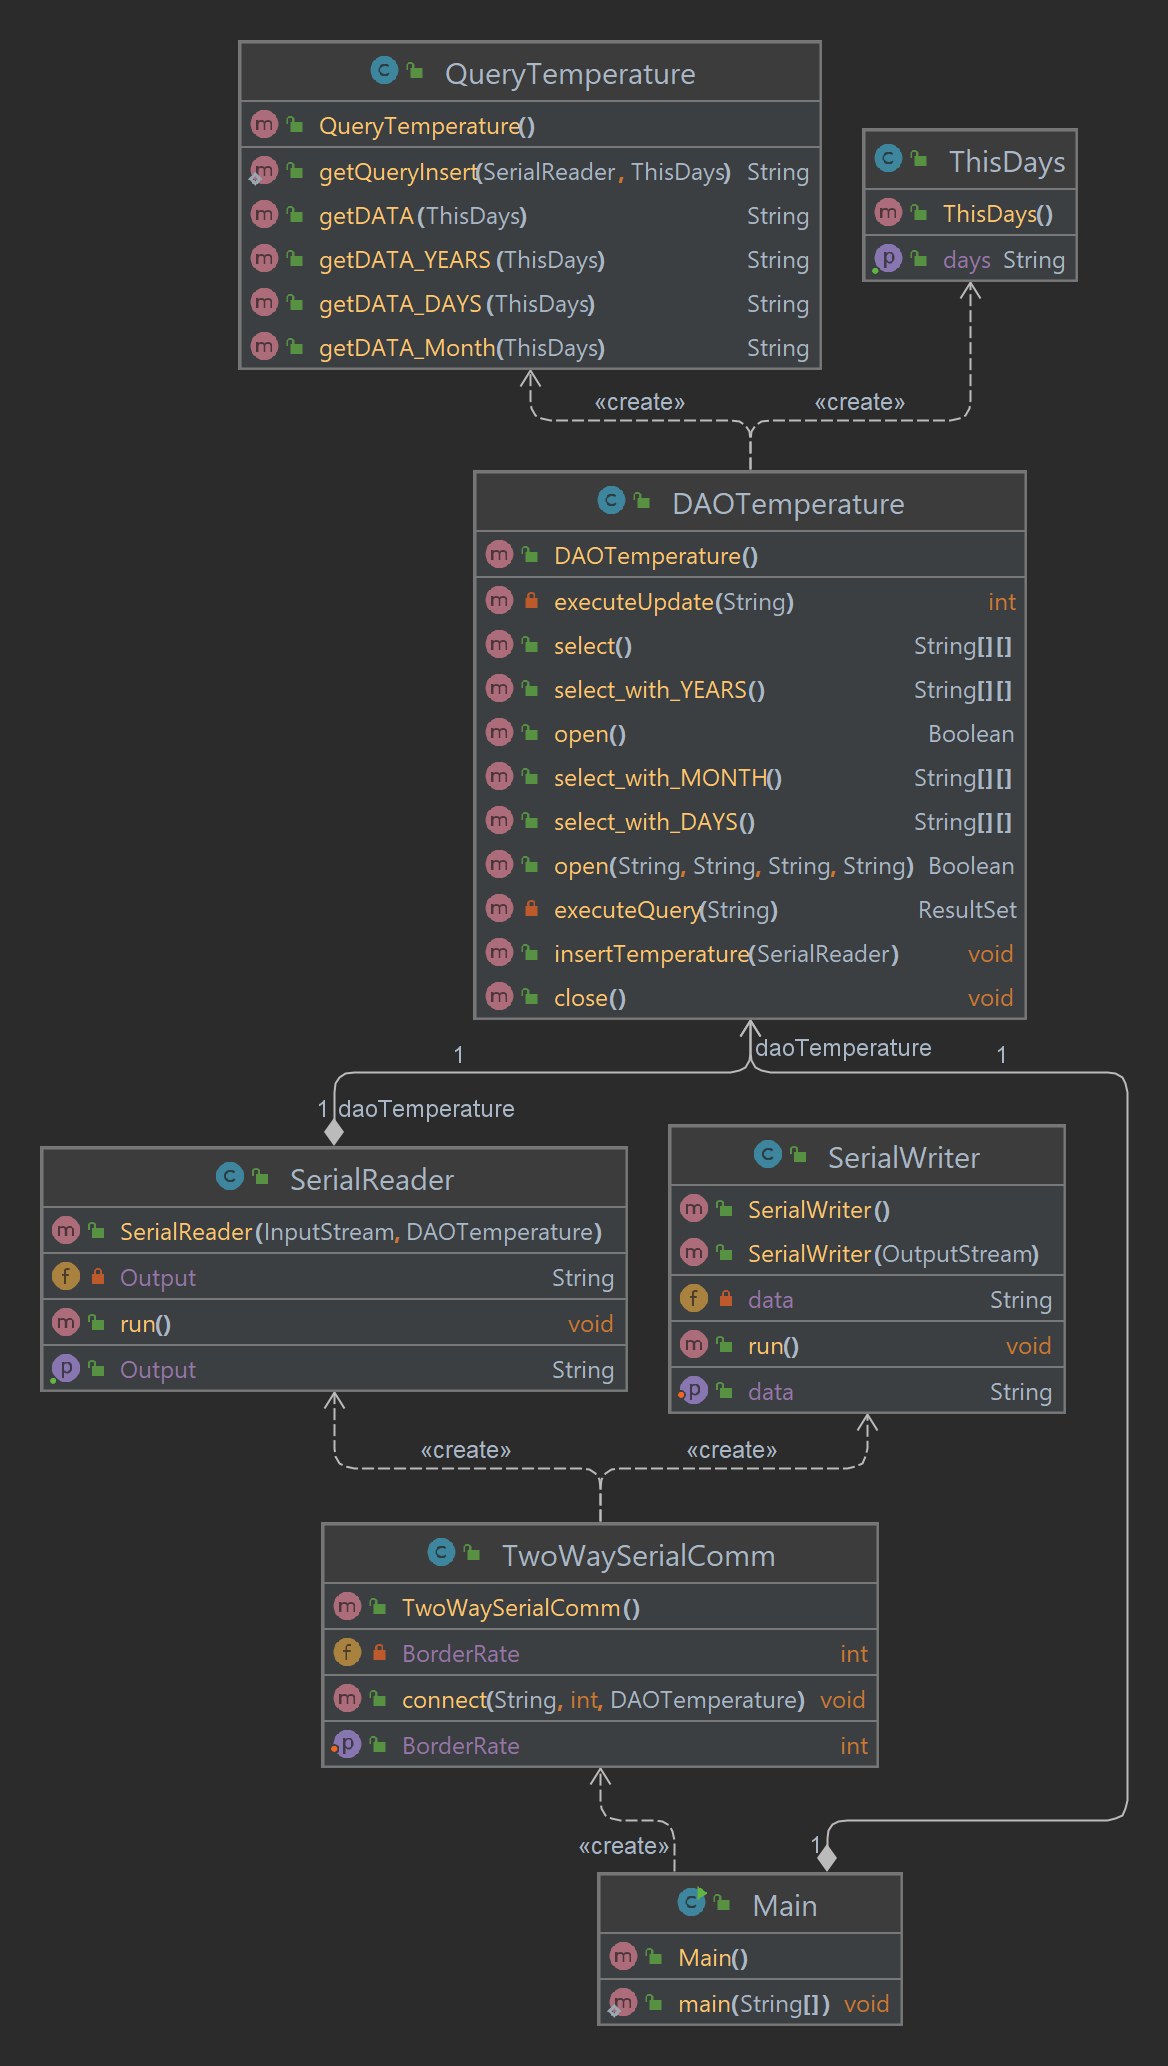 QueryTemperature
QueryTemperature()
getQueryInsert(SerialReader, ThisDays) String
getDATA(ThisDays) String
getDATA_YEARS(ThisDays) String
getDATA_DAYS(ThisDays) String
getDATA_Month(ThisDays) String
ThisDays
ThisDays()
days String
«create»
«create»
DAOTemperature
DAOTemperature()
executeUpdate(String) int
select() String[][]
select_with_YEARS() String[][]
open() Boolean
select_with_MONTH() String[][]
select_with_DAYS() String[][]
open(String, String, String, String) Boolean
executeQuery(String) ResultSet
insertTemperature(SerialReader) void
close() void
1
daoTemperature
1
1
daoTemperature
SerialReader
SerialReader(InputStream, DAOTemperature)
Output String
run() void
Output String
SerialWriter
SerialWriter()
SerialWriter(OutputStream)
data String
run() void
data String
«create»
«create»
TwoWaySerialComm
TwoWaySerialComm()
BorderRate int
connect(String, int, DAOTemperature) void
BorderRate int
«create»
1
Main
Main()
main(String[]) void